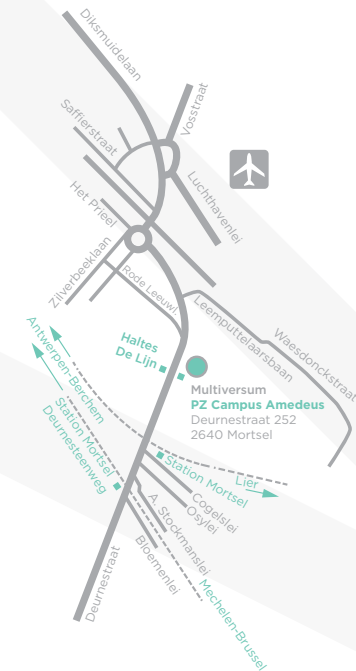 Diksmuidelaan
Vosstraat
Saffierstraat
Luchthavenlei
Het Prieel
Zilverbeeklaan
Rode Leeuwl.
Leemputtelaarsbaan
Waesdonckstraat
Antwerpen-Berchem
Haltes
De Lijn
Multiversum
PZ Campus Amedeus
Deurnestraat 252
2640 Mortsel
Station Mortsel
Deurnesteenweg
Station Mortsel
Lier
Cogelslei
Osylei
A. Stockmanslei
Bloemenlei
Deurnestraat
Mechelen-Brussel